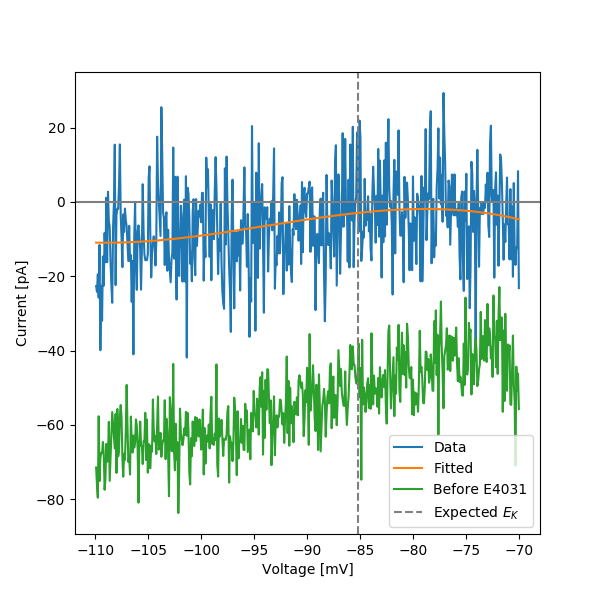 20
0
−20
−40
−60
−80
Current [pA]
Data
Fitted
Before E4031
Expected E_K
−110
−105
−100
−95
−90
−85
−80
−75
−70
Voltage [mV]